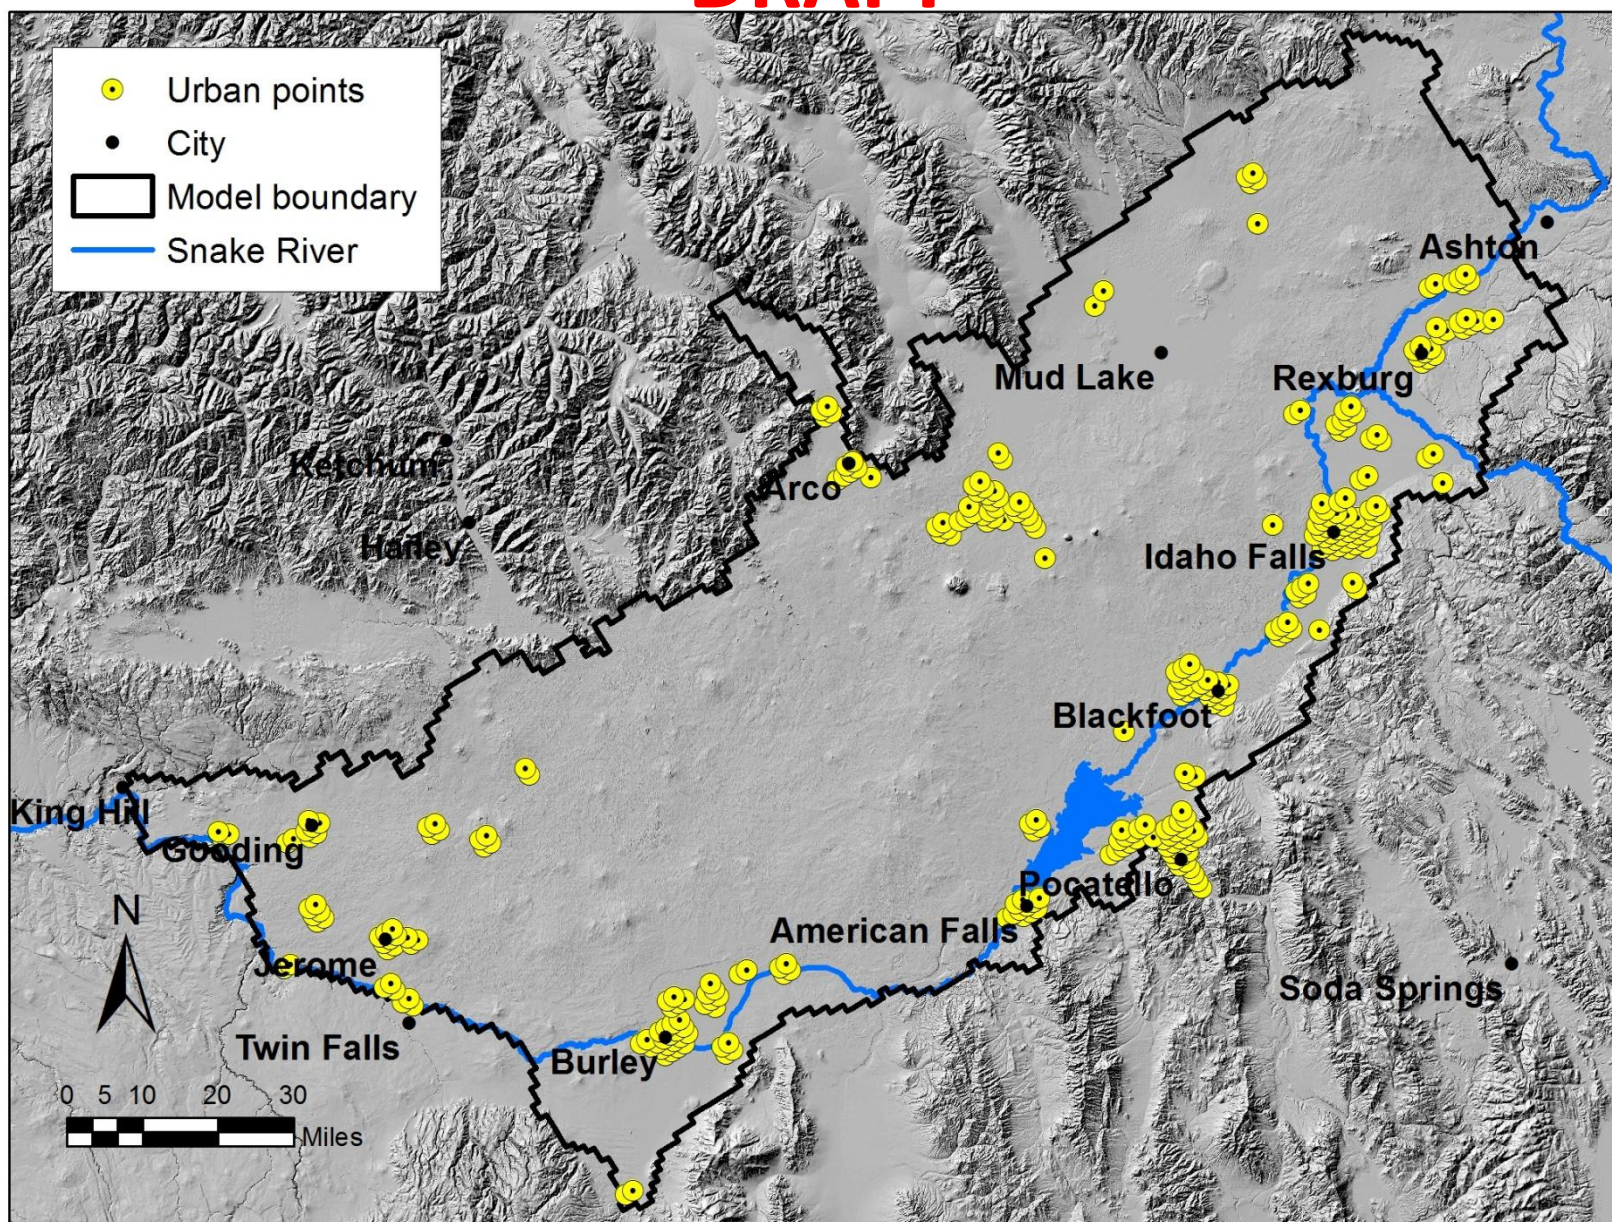 DRAFT
Urban points
City
Model boundary
Snake River
Ashton
Mud Lake
Rexburg
Ketchum
Arco
Hailey
Idaho Falls
Blackfoot
King Hill
Gooding
Pocatello
N
American Falls
Jerome
Soda Springs
Twin Falls
Burley
0 5 10 20 30
Miles